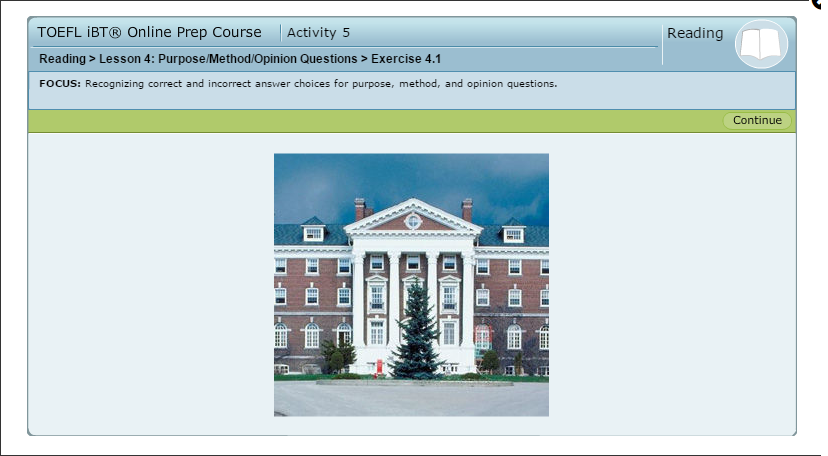 TOEFL iBT® Online Prep Course
Activity 5
Reading
Reading > Lesson 4: Purpose/Method/Opinion Questions > Exercise 4.1
FOCUS: Recognizing correct and incorrect answer choices for purpose, method, and opinion questions.
Continue